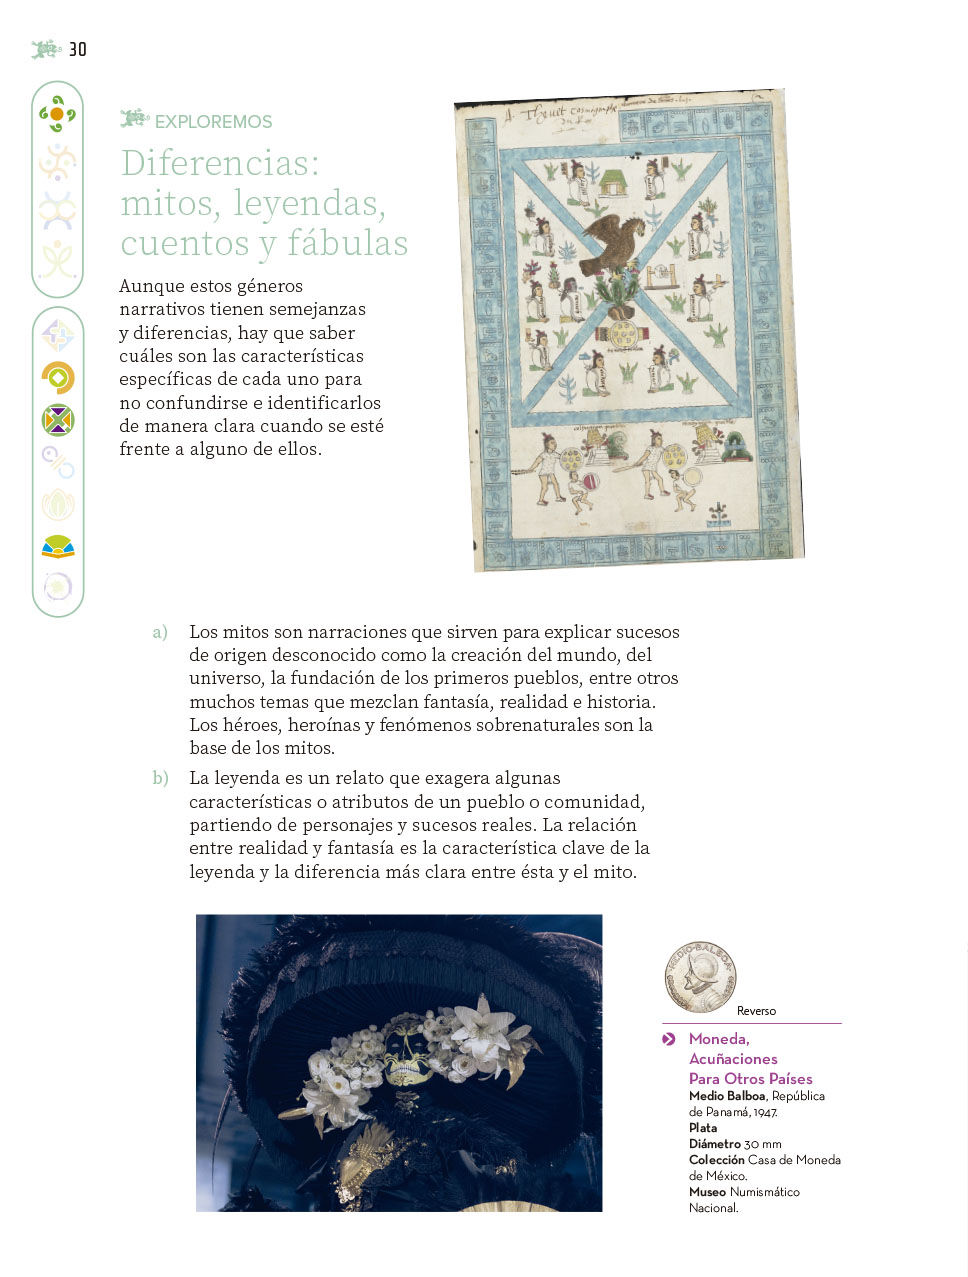 30
EXPLOREMOS
Diferencias:
mitos, leyendas,
cuentos y fábulas
Aunque estos géneros
narrativos tienen semejanzas
y diferencias, hay que saber
cuáles son las características
específicas de cada uno para
no confundirse e identificarlos
de manera clara cuando se esté
frente a alguno de ellos.
a) Los mitos son narraciones que sirven para explicar sucesos
de origen desconocido como la creación del mundo, del
universo, la fundación de los primeros pueblos, entre otros
muchos temas que mezclan fantasía, realidad e historia.
Los héroes, heroínas y fenómenos sobrenaturales son la
base de los mitos.
b) La leyenda es un relato que exagera algunas
características o atributos de un pueblo o comunidad,
partiendo de personajes y sucesos reales. La relación
entre realidad y fantasía es la característica clave de la
leyenda y la diferencia más clara entre ésta y el mito.
MEDIO BALBOA
Reverso
Moneda,
Acuñaciones
Para Otros Países
Medio Balboa, República
de Panamá, 1947.
Plata
Diámetro 30 mm
Colección Casa de Moneda
de México.
Museo Numismático
Nacional.